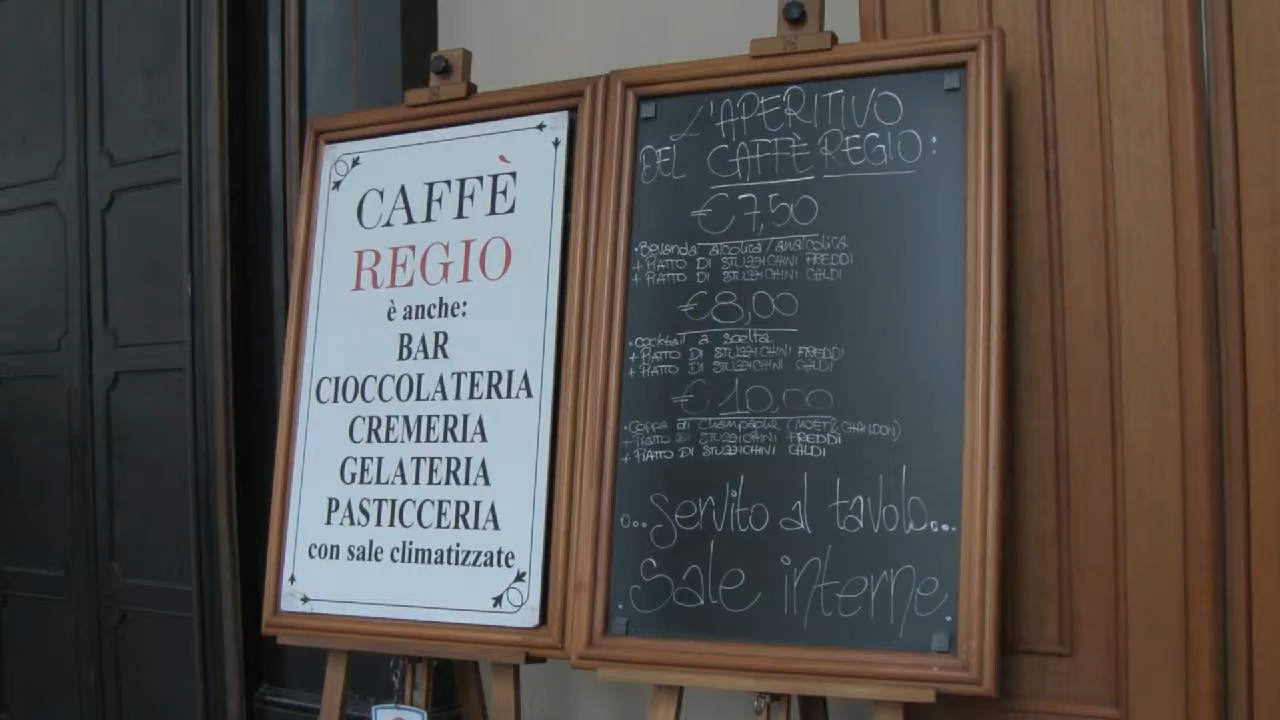 CAFFÈ
REGIO
è anche:
BAR
CIOCCOLATERIA
CREMERIA
GELATERIA
PASTICCERIA
con sale climatizzate
L'APERITIVO
DEL CAFFÈ REGIO:
€7,50
• Bevanda alcolica/analcolica
+ PIATTO DI STUZZICHINI FREDDI
+ PIATTO DI STUZZICHINI CALDI
€8,00
• cocktail a scelta
+ PIATTO DI STUZZICHINI FREDDI
+ PIATTO DI STUZZICHINI CALDI
€10,00
• Coppa di champagne (MOET & CHANDON)
+ PIATTO DI STUZZICHINI FREDDI
+ PIATTO DI STUZZICHINI CALDI
... servito al tavolo...
. Sale interne.